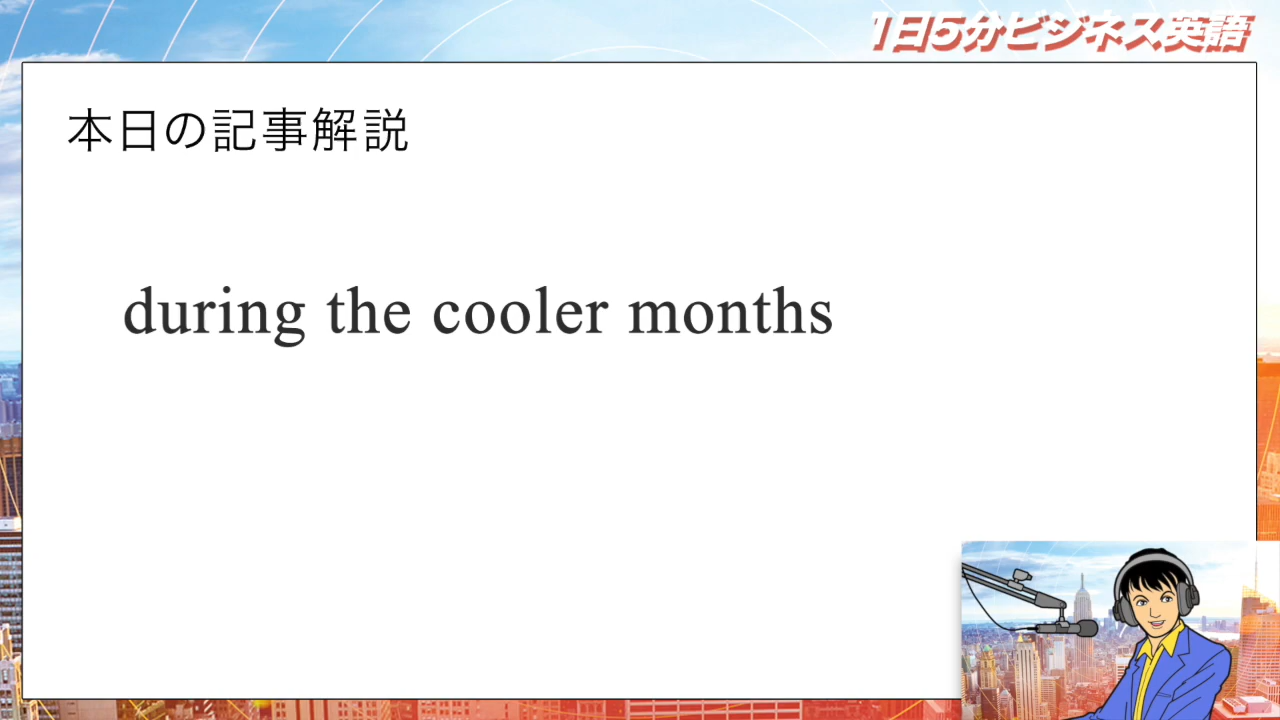 1日5分ビジネス英語
本日の記事解説
during the cooler months